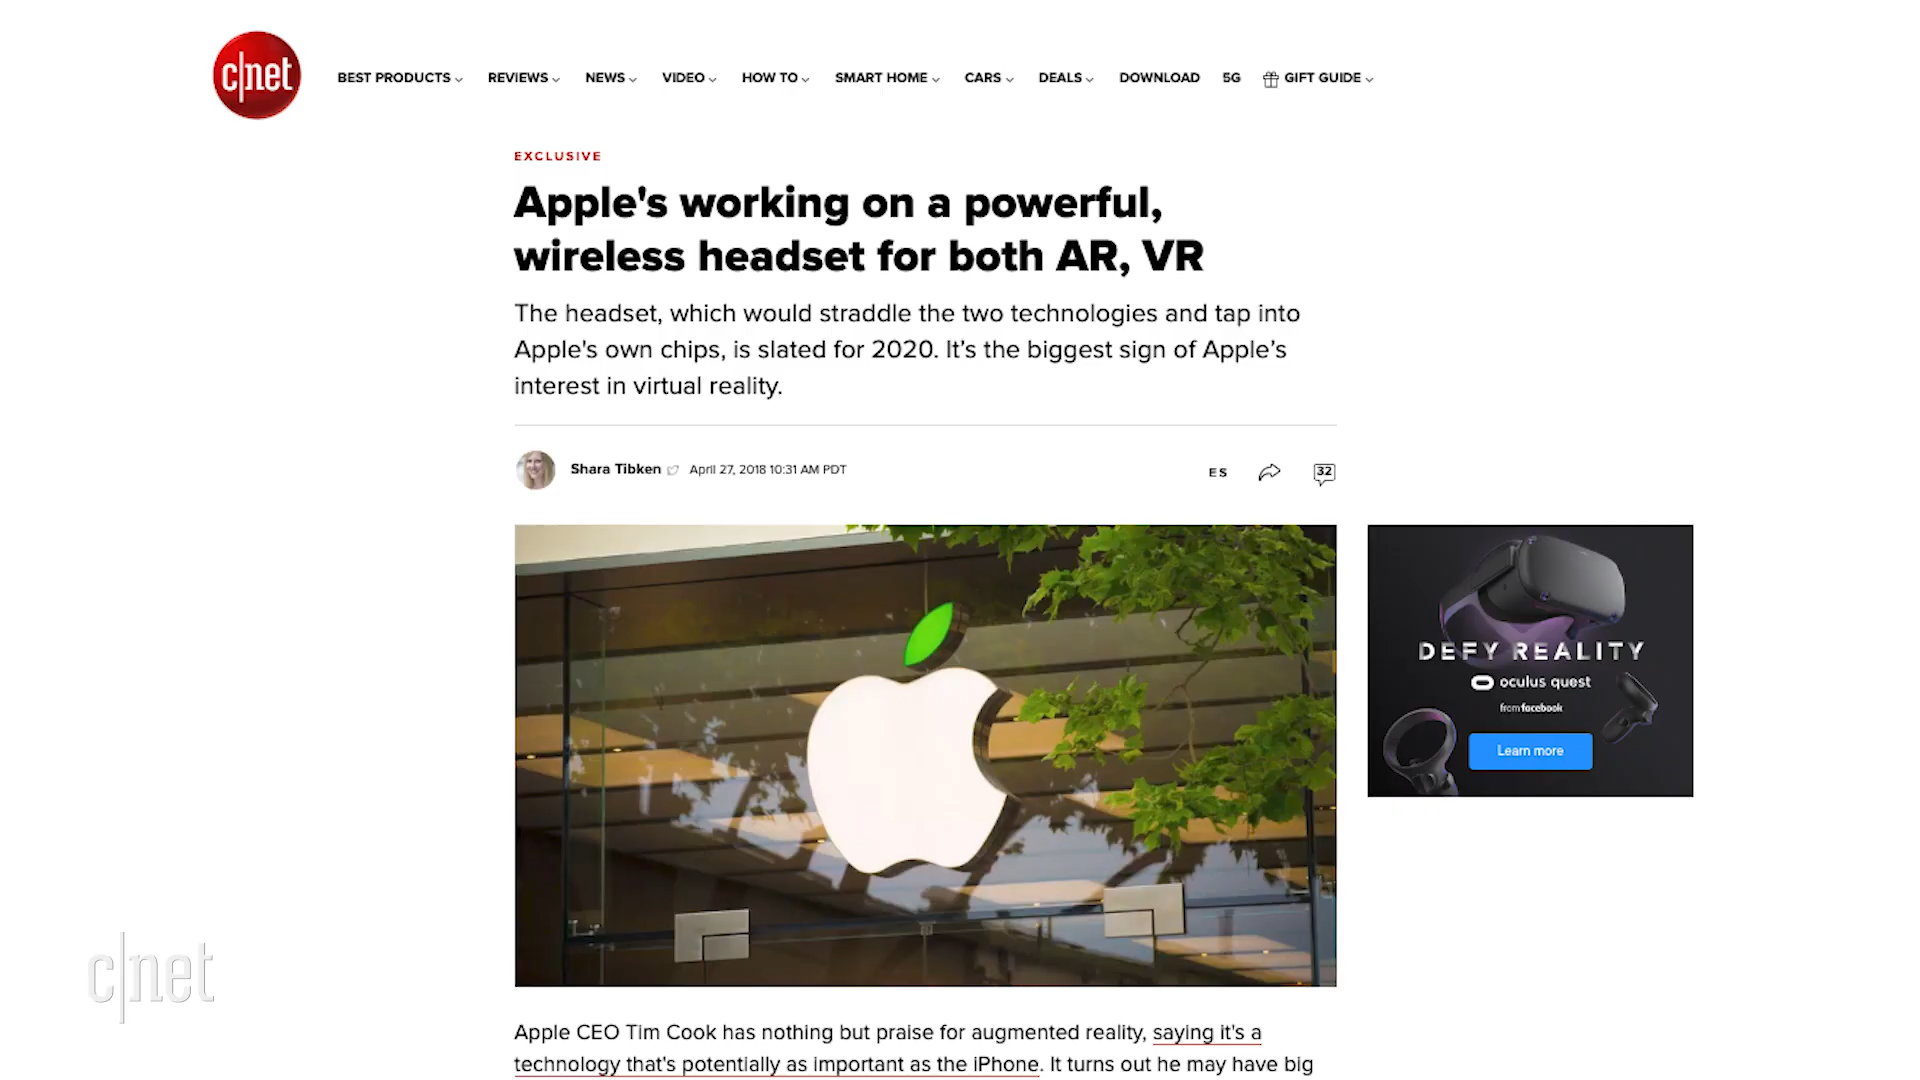 c|net
BEST PRODUCTS
REVIEWS
NEWS
VIDEO
HOW TO
SMART HOME
CARS
DEALS
DOWNLOAD
5G
GIFT GUIDE
EXCLUSIVE
Apple's working on a powerful,
wireless headset for both AR, VR
The headset, which would straddle the two technologies and tap into
Apple's own chips, is slated for 2020. It’s the biggest sign of Apple’s
interest in virtual reality.
Shara Tibken
April 27, 2018 10:31 AM PDT
ES
32
DEFY REALITY
oculus quest
from facebook
Learn more
c|net
Apple CEO Tim Cook has nothing but praise for augmented reality, saying it's a
technology that's potentially as important as the iPhone. It turns out he may have big